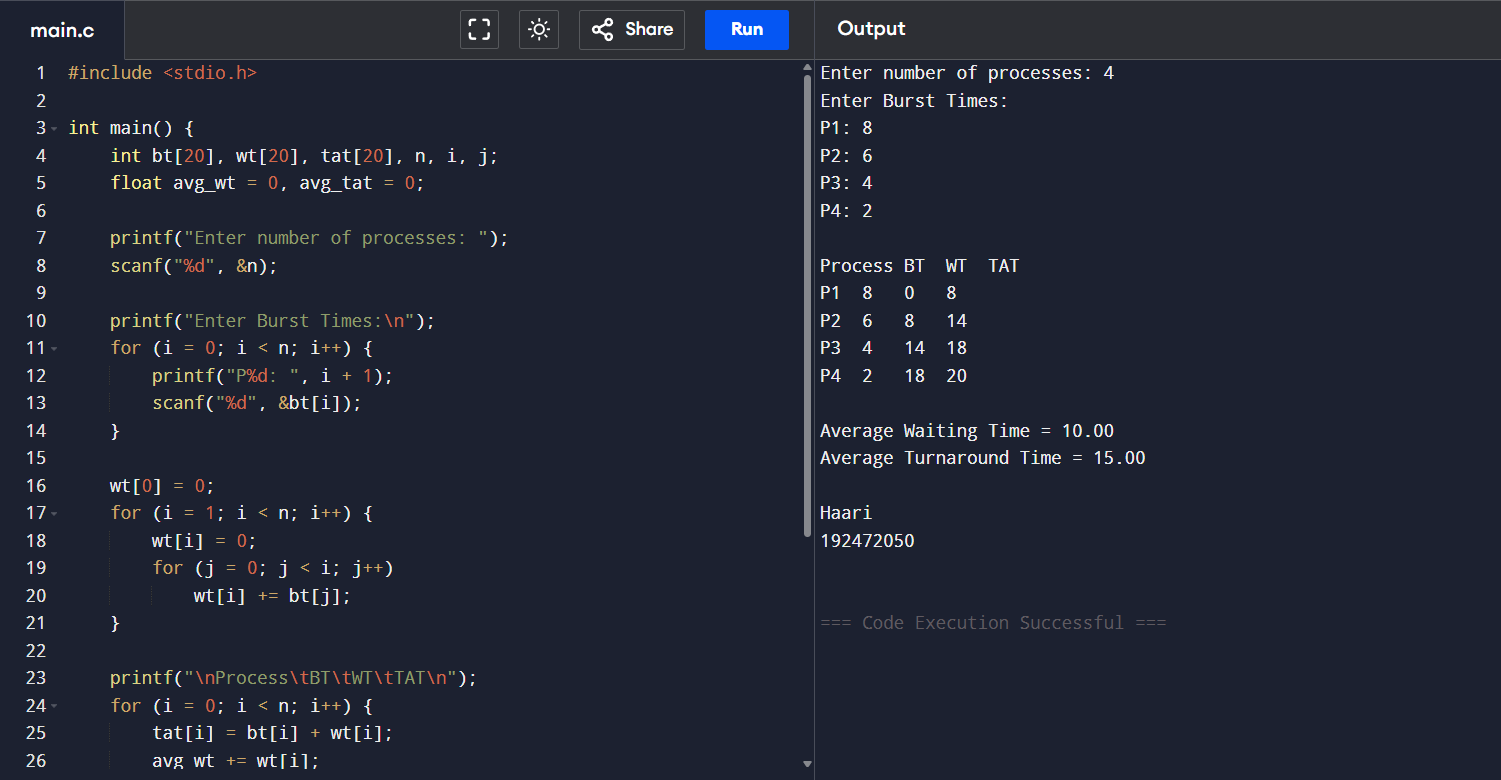 main.c
Share
Run
Output
1 #include <stdio.h>
2
3 int main() {
4     int bt[20], wt[20], tat[20], n, i, j;
5     float avg_wt = 0, avg_tat = 0;
6
7     printf("Enter number of processes: ");
8     scanf("%d", &n);
9
10     printf("Enter Burst Times:\n");
11     for (i = 0; i < n; i++) {
12         printf("P%d: ", i + 1);
13         scanf("%d", &bt[i]);
14     }
15
16     wt[0] = 0;
17     for (i = 1; i < n; i++) {
18         wt[i] = 0;
19         for (j = 0; j < i; j++)
20             wt[i] += bt[j];
21     }
22
23     printf("\nProcess\tBT\tWT\tTAT\n");
24     for (i = 0; i < n; i++) {
25         tat[i] = bt[i] + wt[i];
26         avg_wt += wt[i];
Enter number of processes: 4
Enter Burst Times:
P1: 8
P2: 6
P3: 4
P4: 2
Process BT  WT  TAT
P1  8   0   8
P2  6   8   14
P3  4   14  18
P4  2   18  20
Average Waiting Time = 10.00
Average Turnaround Time = 15.00
Haari
192472050
=== Code Execution Successful ===